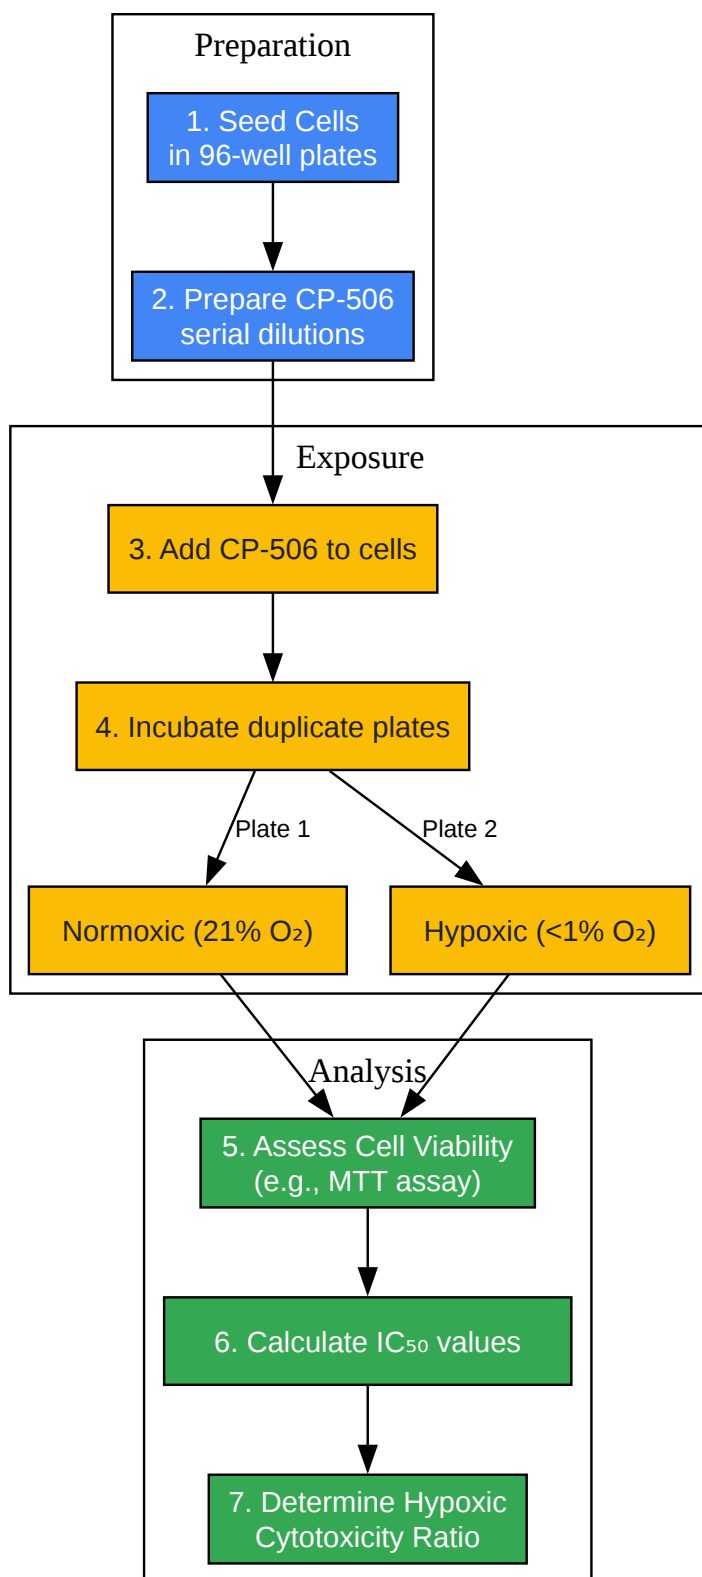 Preparation
1. Seed Cells
in 96-well plates
2. Prepare CP-506
serial dilutions
Exposure
3. Add CP-506 to cells
4. Incubate duplicate plates
Plate 1
Plate 2
Normoxic (21% O₂)
Hypoxic (<1% O₂)
Analysis
5. Assess Cell Viability
(e.g., MTT assay)
6. Calculate IC₅₀ values
7. Determine Hypoxic
Cytotoxicity Ratio